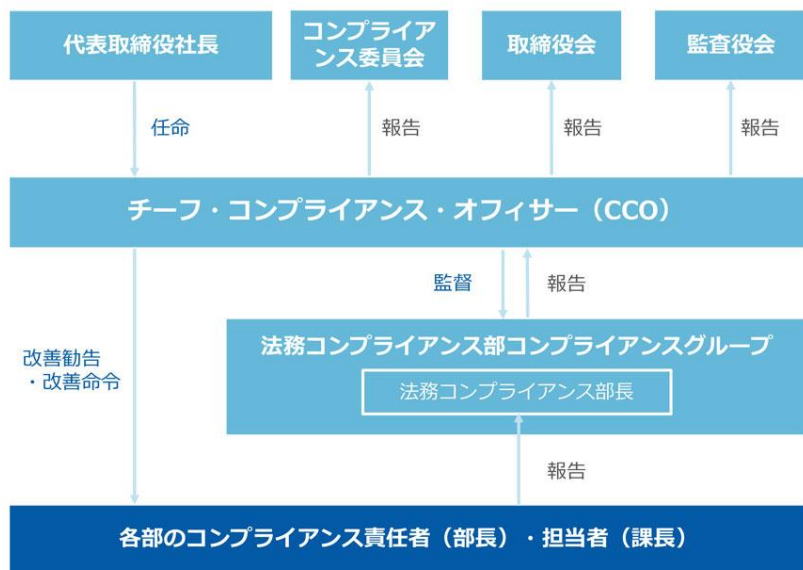 代表取締役社長
コンプライア
ンス委員会
取締役会
監査役会
任命
報告
報告
報告
チーフ・コンプライアンス・オフィサー（CCO）
監督
報告
改善勧告
・改善命令
法務コンプライアンス部コンプライアンスグループ
法務コンプライアンス部長
報告
各部のコンプライアンス責任者（部長）・担当者（課長）